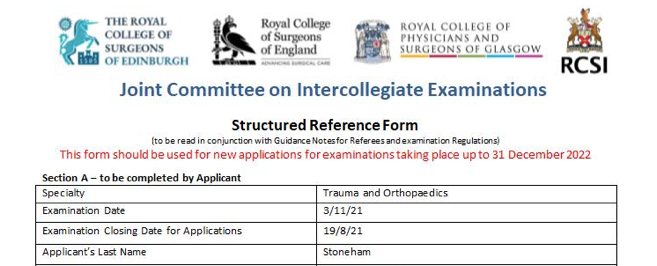 THE ROYAL
COLLEGE OF
SURGEONS
OF EDINBURGH
Royal College
of Surgeons
of England
ADVANCING SURGICAL CARE
ROYAL COLLEGE OF
PHYSICIANS AND
SURGEONS OF GLASGOW
RCSI
Joint Committee on Intercollegiate Examinations
Structured Reference Form
(to be read in conjunction with Guidance Notes for Referees and examination Regulations)
This form should be used for new applications for examinations taking place up to 31 December 2022
Section A – to be completed by Applicant
Specialty Trauma and Orthopaedics
Examination Date 3/11/21
Examination Closing Date for Applications 19/8/21
Applicant's Last Name Stoneham